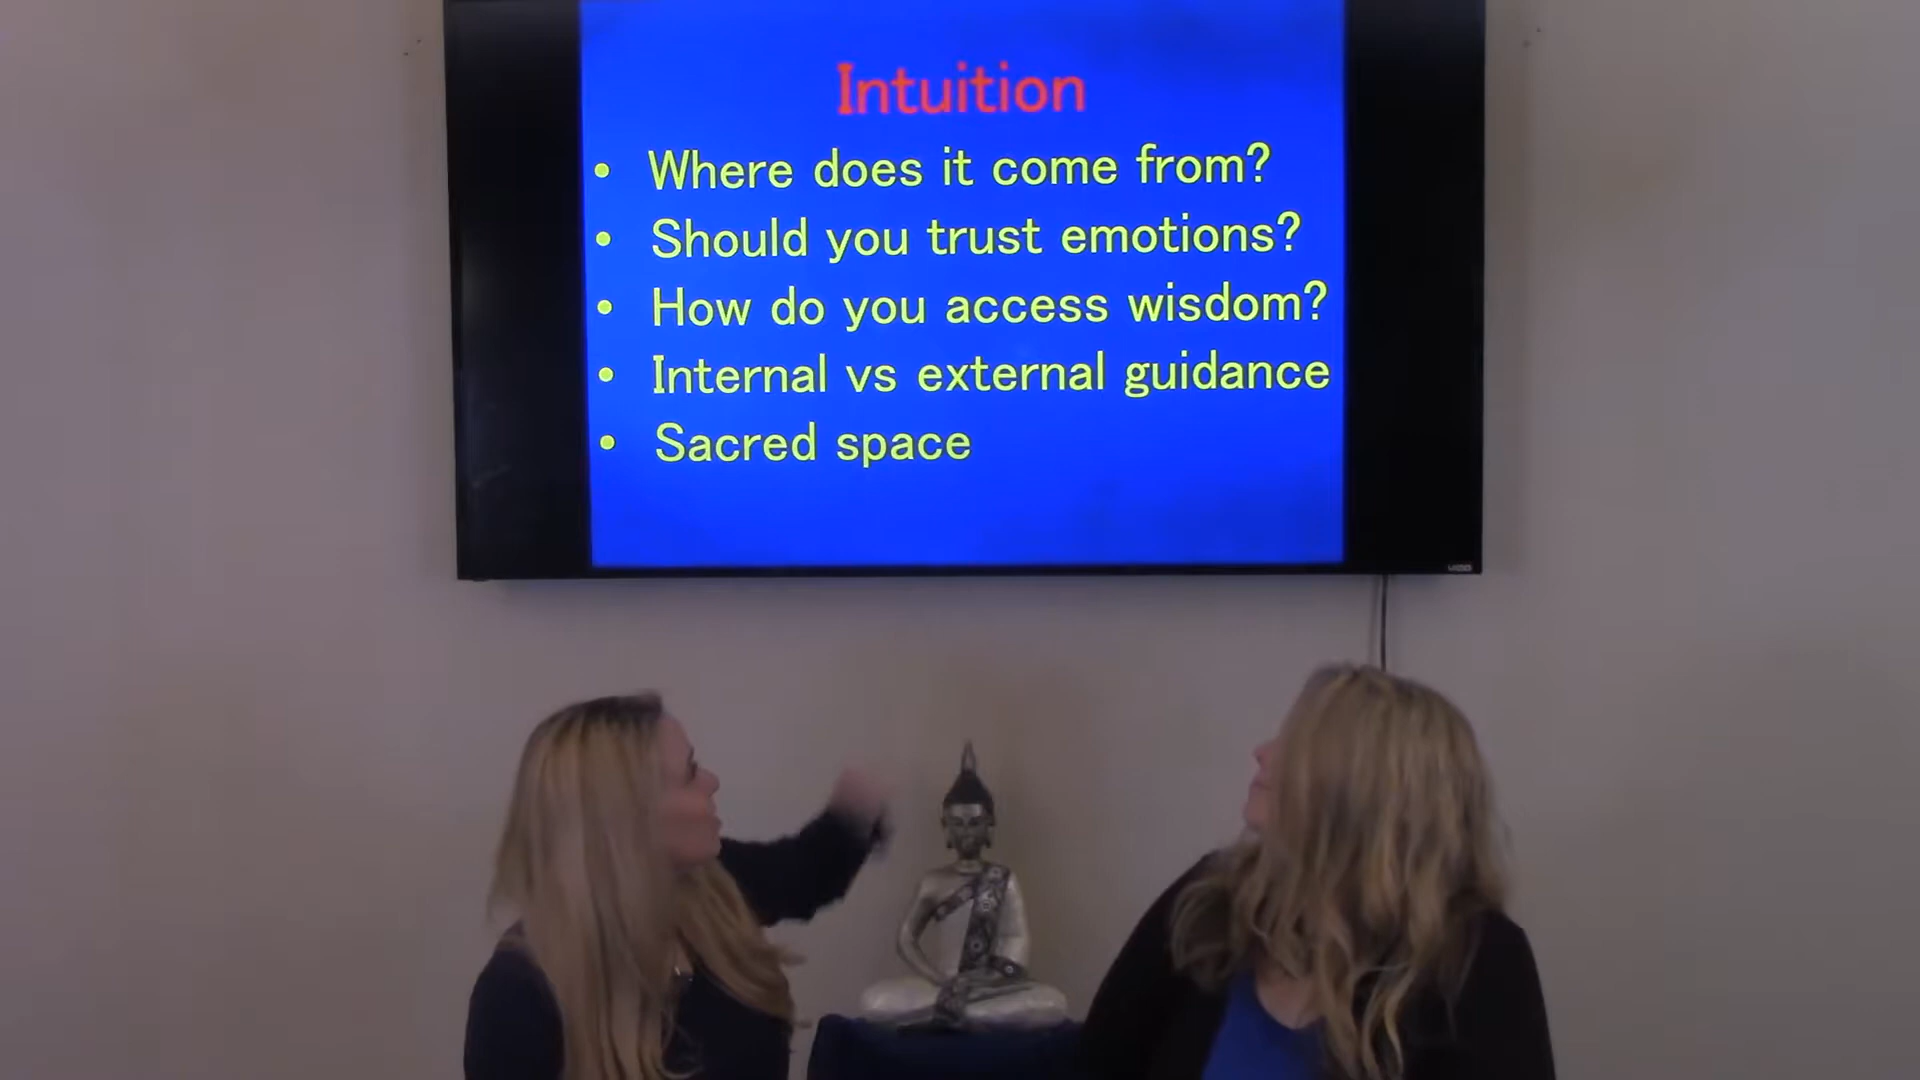 Intuition
• Where does it come from?
• Should you trust emotions?
• How do you access wisdom?
• Internal vs external guidance
• Sacred space
VIZIO